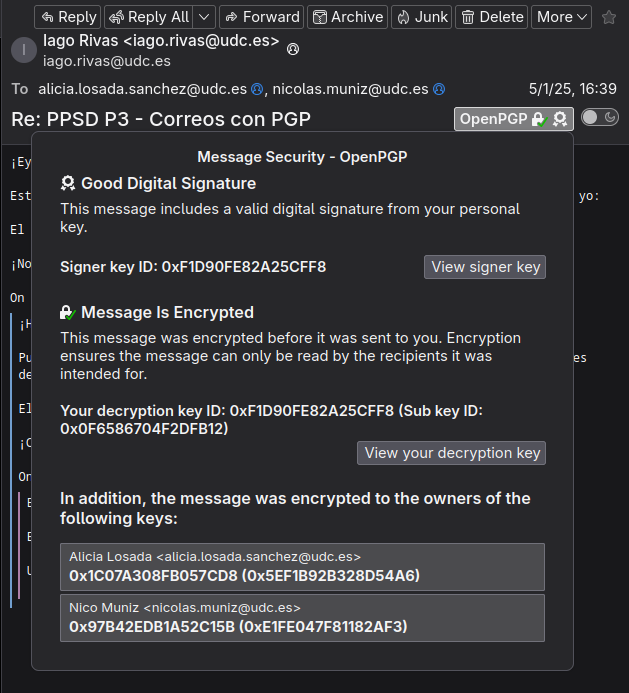 Reply Reply All Forward Archive Junk Delete More
I Iago Rivas <iago.rivas@udc.es>
iago.rivas@udc.es
To alicia.losada.sanchez@udc.es, nicolas.muniz@udc.es 5/1/25, 16:39
Re: PPSD P3 - Correos con PGP OpenPGP
¡Ey
Message Security - OpenPGP
Good Digital Signature
Est yo:
This message includes a valid digital signature from your personal
key.
El
¡No
Signer key ID: 0xF1D90FE82A25CFF8 View signer key
On
Message Is Encrypted
¡H
This message was encrypted before it was sent to you. Encryption
Pu es
ensures the message can only be read by the recipients it was
de
intended for.
El
Your decryption key ID: 0xF1D90FE82A25CFF8 (Sub key ID:
0x0F6586704F2DFB12)
¡C
View your decryption key
On
In addition, the message was encrypted to the owners of the
following keys:
Alicia Losada <alicia.losada.sanchez@udc.es>
0x1C07A308FB057CD8 (0x5EF1B92B328D54A6)
Nico Muniz <nicolas.muniz@udc.es>
0x97B42EDB1A52C15B (0xE1FE047F81182AF3)